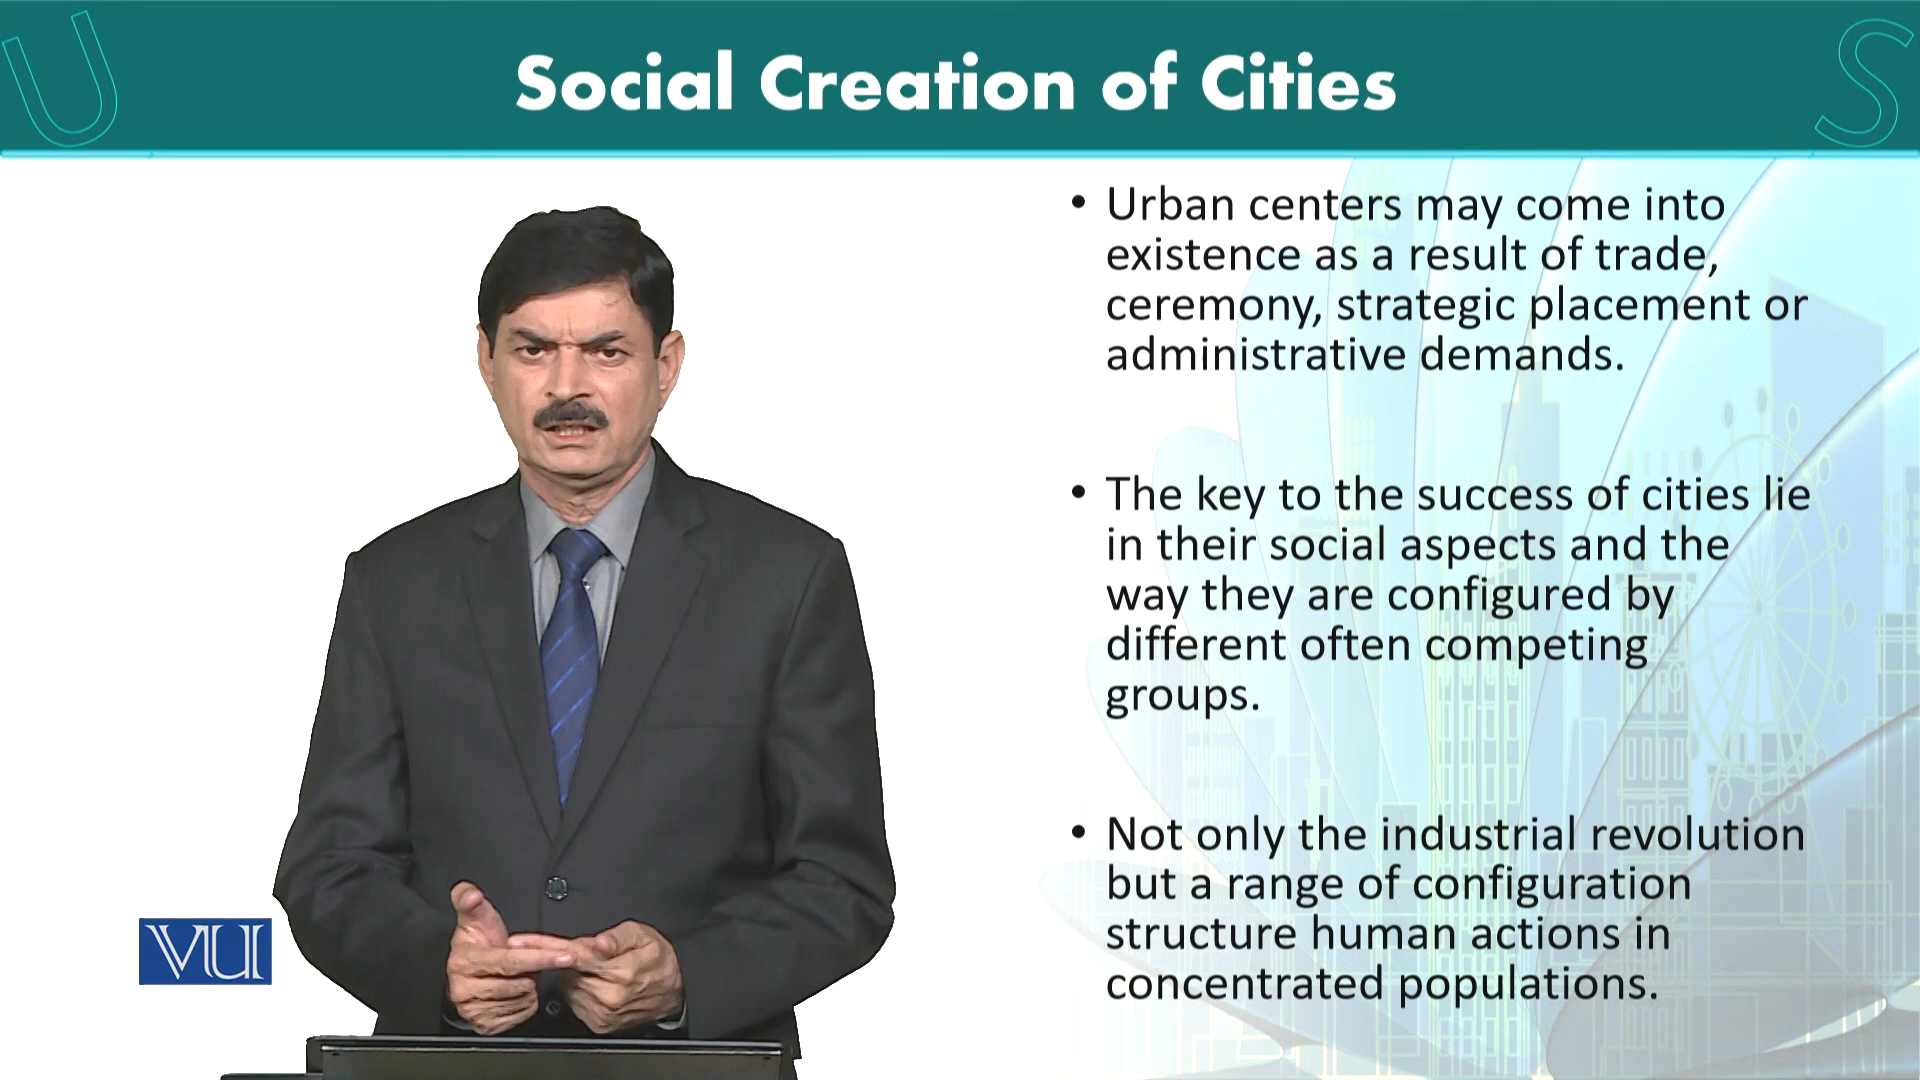 U
S
Social Creation of Cities
• Urban centers may come into
existence as a result of trade,
ceremony, strategic placement or
administrative demands.
• The key to the success of cities lie
in their social aspects and the
way they are configured by
different often competing
groups.
• Not only the industrial revolution
but a range of configuration
structure human actions in
concentrated populations.
VU